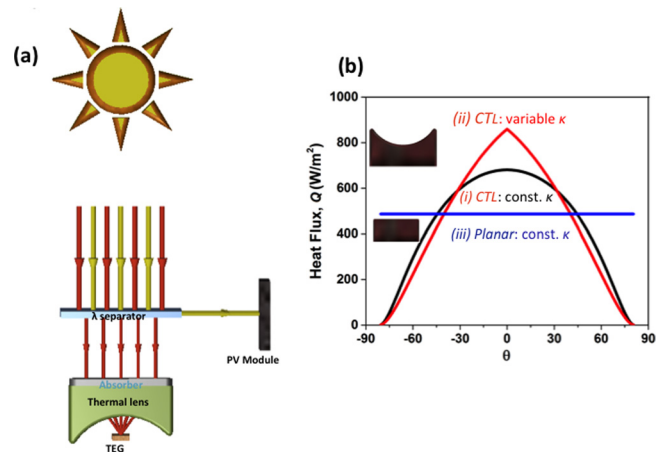 (a)
λ separator
PV Module
Absorber
Thermal lens
TEG
(b)
1000
800
600
400
200
0
Heat Flux, Q (W/m²)
(ii) CTL: variable κ
(i) CTL: const. κ
(iii) Planar: const. κ
-90 -60 -30 0 30 60 90
θ